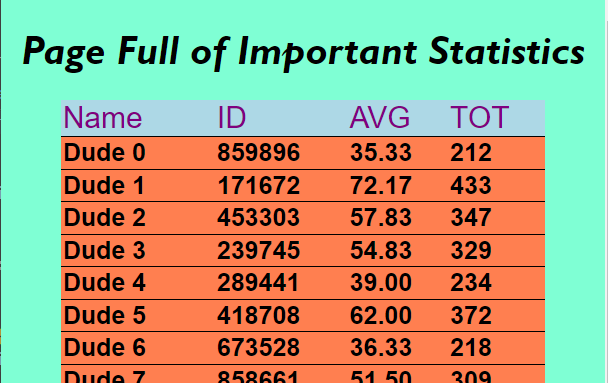 Page Full of Important Statistics
Name ID AVG TOT
Dude 0 859896 35.33 212
Dude 1 171672 72.17 433
Dude 2 453303 57.83 347
Dude 3 239745 54.83 329
Dude 4 289441 39.00 234
Dude 5 418708 62.00 372
Dude 6 673528 36.33 218
Dude 7 858661 51.50 309